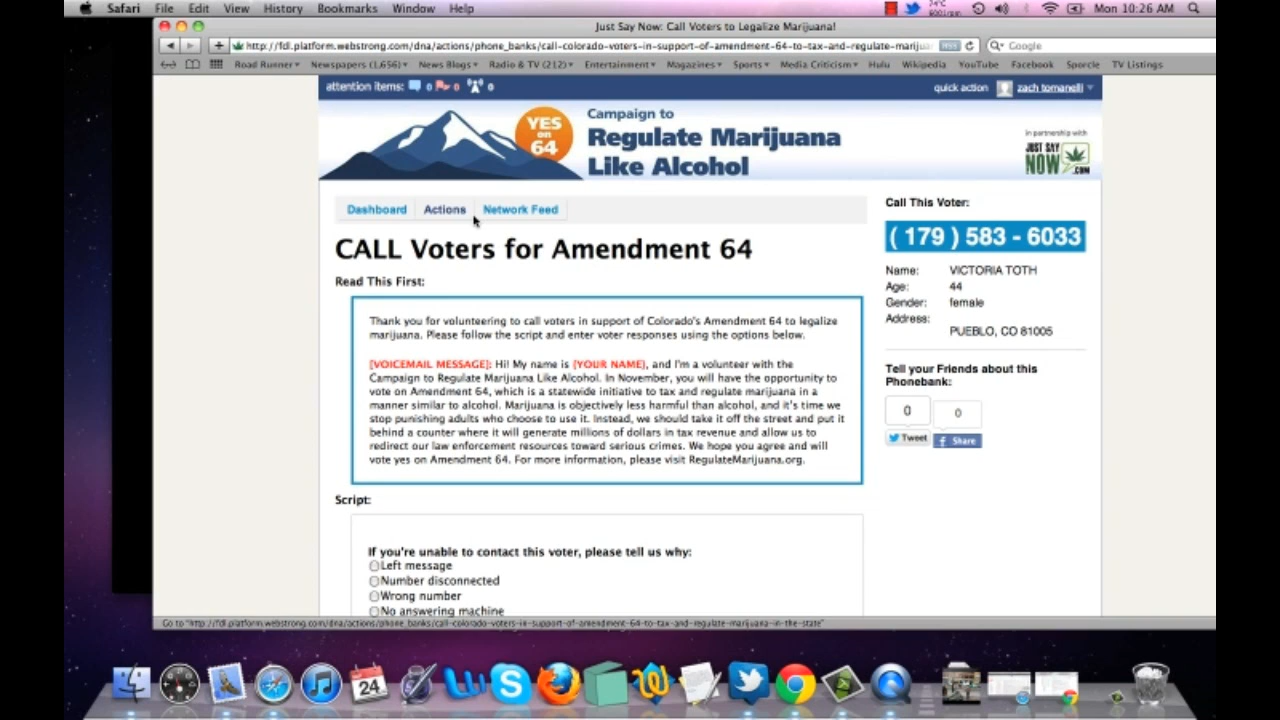 Safari File Edit View History Bookmarks Window Help
Mon 10:26 AM
Just Say Now: Call Voters to Legalize Marijuana!
http://fdl.platform.webstrong.com/dna/actions/phone_banks/call-colorado-voters-in-support-of-amendment-64-to-tax-and-regulate-mariju
RSS
Google
Road Runner Newspapers (1,656) News Blogs Radio & TV (212) Entertainment Magazines Sports Media Criticism Hulu Wikipedia YouTube Facebook Sporcle TV Listings
attention items: 0 0 0
quick action zach tomanelli
YES on 64
Campaign to
Regulate Marijuana
Like Alcohol
in partnership with
JUST SAY
NOW
.COM
Dashboard Actions Network Feed
CALL Voters for Amendment 64
Read This First:
Thank you for volunteering to call voters in support of Colorado's Amendment 64 to legalize
marijuana. Please follow the script and enter voter responses using the options below.
[VOICEMAIL MESSAGE]: Hi! My name is [YOUR NAME], and I'm a volunteer with the
Campaign to Regulate Marijuana Like Alcohol. In November, you will have the opportunity to
vote on Amendment 64, which is a statewide initiative to tax and regulate marijuana in a
manner similar to alcohol. Marijuana is objectively less harmful than alcohol, and it's time we
stop punishing adults who choose to use it. Instead, we should take it off the street and put it
behind a counter where it will generate millions of dollars in tax revenue and allow us to
redirect our law enforcement resources toward serious crimes. We hope you agree and will
vote yes on Amendment 64. For more information, please visit RegulateMarijuana.org.
Script:
If you're unable to contact this voter, please tell us why:
Left message
Number disconnected
Wrong number
No answering machine
Call This Voter:
( 179 ) 583 - 6033
Name: VICTORIA TOTH
Age: 44
Gender: female
Address:
PUEBLO, CO 81005
Tell your Friends about this
Phonebank:
0 0
Tweet Share
Go to "http://fdl.platform.webstrong.com/dna/actions/phone_banks/call-colorado-voters-in-support-of-amendment-64-to-tax-and-regulate-marijuana-in-the-state"
24